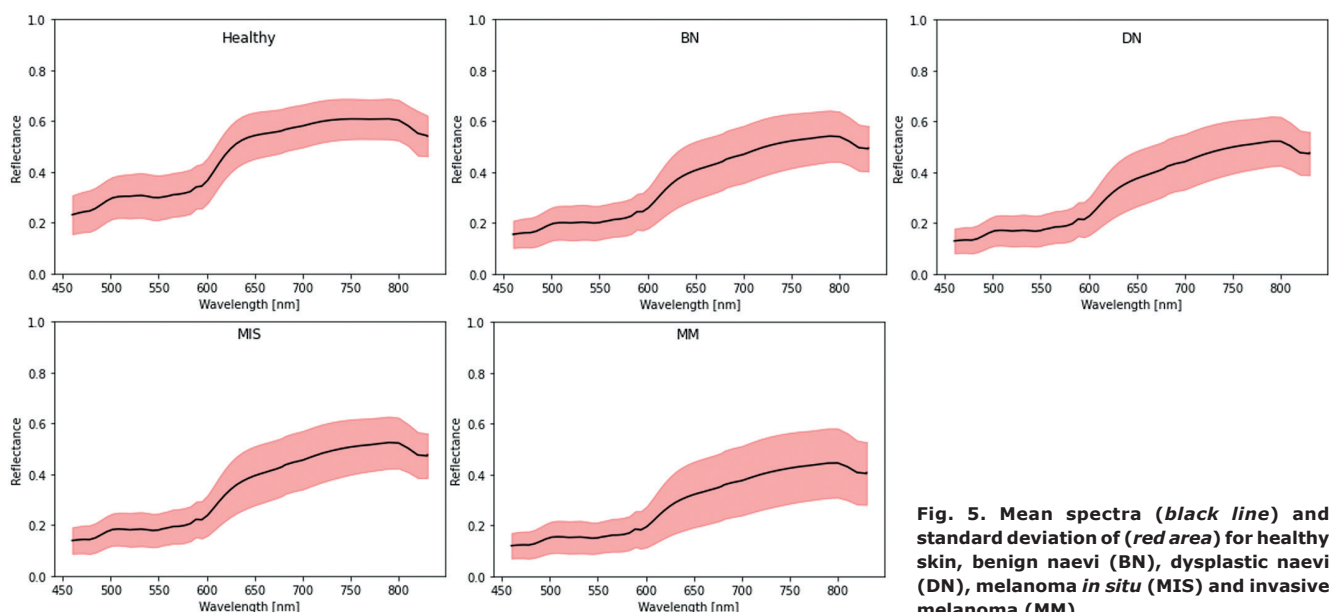 Healthy
Reflectance
1.0
0.8
0.6
0.4
0.2
0.0
450 500 550 600 650 700 750 800
Wavelength [nm]
BN
Reflectance
1.0
0.8
0.6
0.4
0.2
0.0
450 500 550 600 650 700 750 800
Wavelength [nm]
DN
Reflectance
1.0
0.8
0.6
0.4
0.2
0.0
450 500 550 600 650 700 750 800
Wavelength [nm]
MIS
Reflectance
1.0
0.8
0.6
0.4
0.2
0.0
450 500 550 600 650 700 750 800
Wavelength [nm]
MM
Reflectance
1.0
0.8
0.6
0.4
0.2
0.0
450 500 550 600 650 700 750 800
Wavelength [nm]
Fig. 5. Mean spectra (black line) and
standard deviation of (red area) for healthy
skin, benign naevi (BN), dysplastic naevi
(DN), melanoma in situ (MIS) and invasive
melanoma (MM).